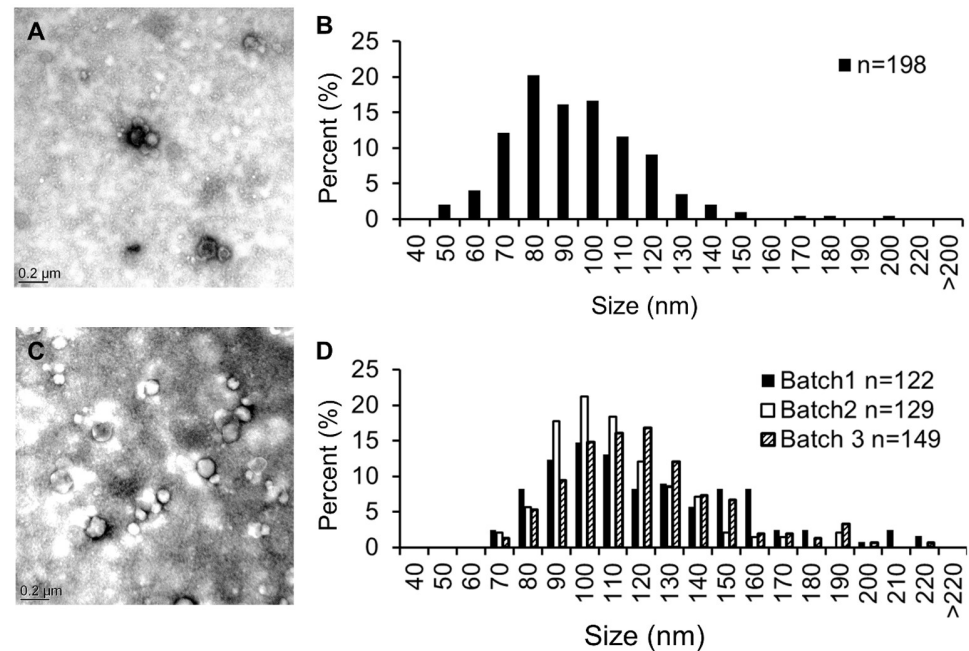 A
0.2 µm
B
Percent (%)
25
20
15
10
5
0
n=198
40 50 60 70 80 90 100 110 120 130 140 150 160 170 180 190 200 220 >200
Size (nm)
C
0.2 µm
D
Percent (%)
25
20
15
10
5
0
Batch1 n=122
Batch2 n=129
Batch 3 n=149
40 50 60 70 80 90 100 110 120 130 140 150 160 170 180 190 200 210 220 >220
Size (nm)